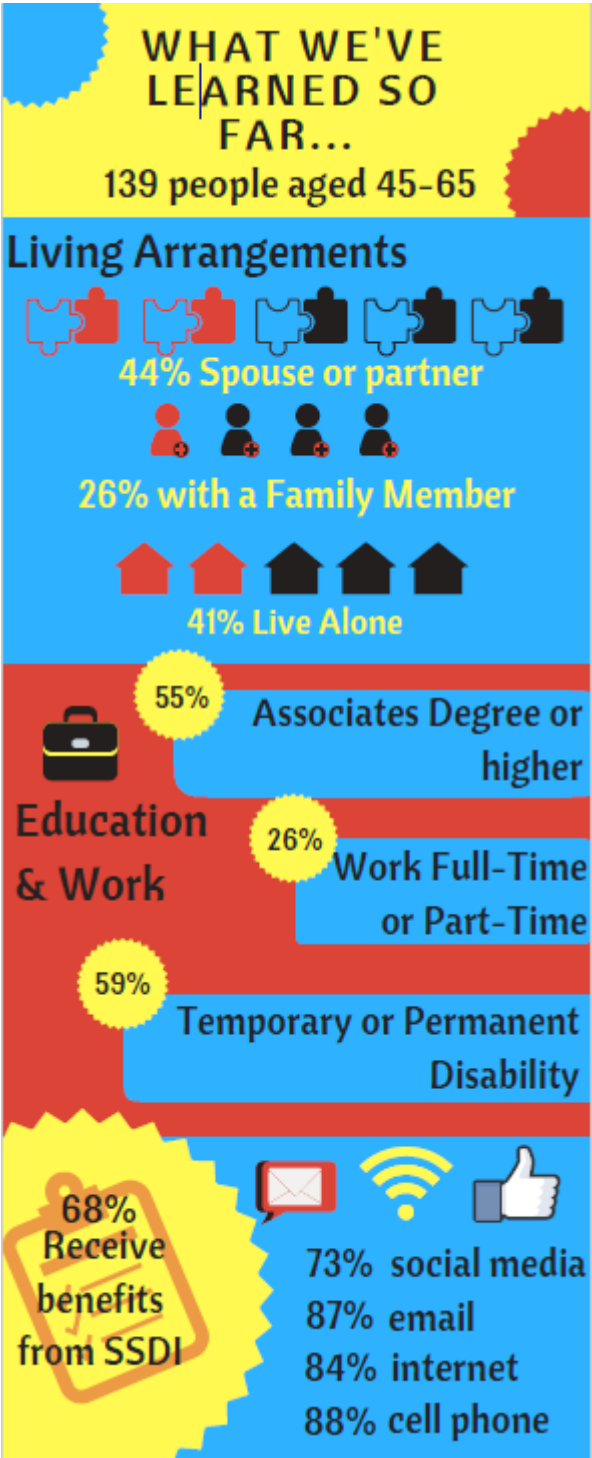 WHAT WE'VE
LEARNED SO
FAR...
139 people aged 45-65
Living Arrangements
44% Spouse or partner
26% with a Family Member
41% Live Alone
Education
& Work
55%
Associates Degree or
higher
26%
Work Full-Time
or Part-Time
59%
Temporary or Permanent
Disability
68%
Receive
benefits
from SSDI
73% social media
87% email
84% internet
88% cell phone